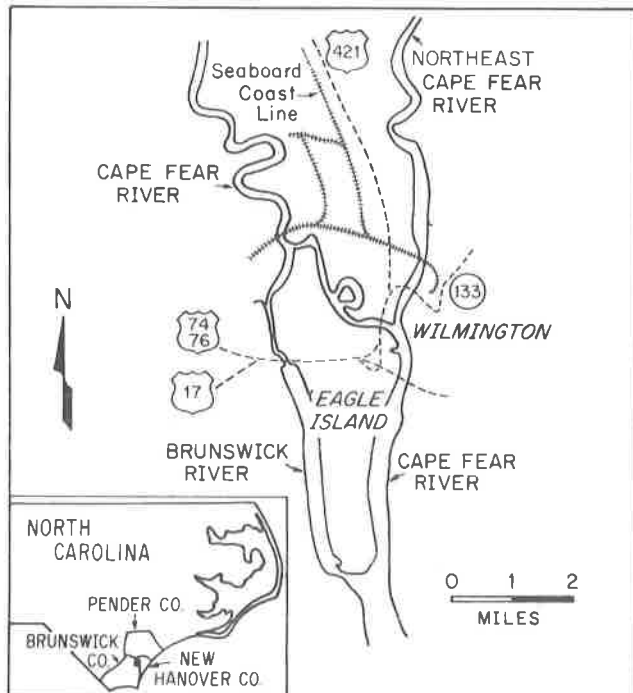 421
Seaboard
Coast
Line
NORTHEAST
CAPE FEAR
RIVER
CAPE FEAR
RIVER
N
133
WILMINGTON
74
76
17
EAGLE
ISLAND
BRUNSWICK
RIVER
CAPE FEAR
RIVER
0 1 2
MILES
NORTH
CAROLINA
PENDER CO.
BRUNSWICK
CO.
NEW
HANOVER CO.